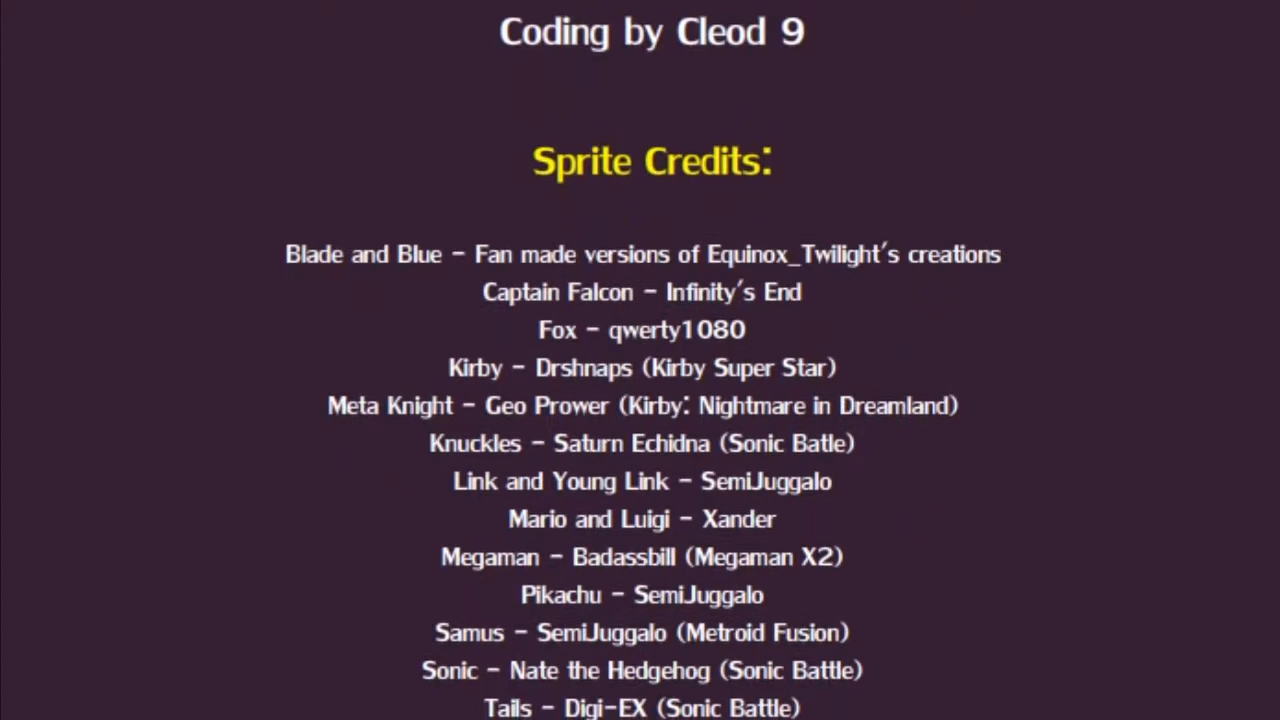 Coding by Cleod 9
Sprite Credits:
Blade and Blue - Fan made versions of Equinox_Twilight's creations
Captain Falcon - Infinity's End
Fox - qwerty1080
Kirby - Drshnaps (Kirby Super Star)
Meta Knight - Geo Prower (Kirby: Nightmare in Dreamland)
Knuckles - Saturn Echidna (Sonic Batle)
Link and Young Link - SemiJuggalo
Mario and Luigi - Xander
Megaman - Badassbill (Megaman X2)
Pikachu - SemiJuggalo
Samus - SemiJuggalo (Metroid Fusion)
Sonic - Nate the Hedgehog (Sonic Battle)
Tails - Digi-EX (Sonic Battle)